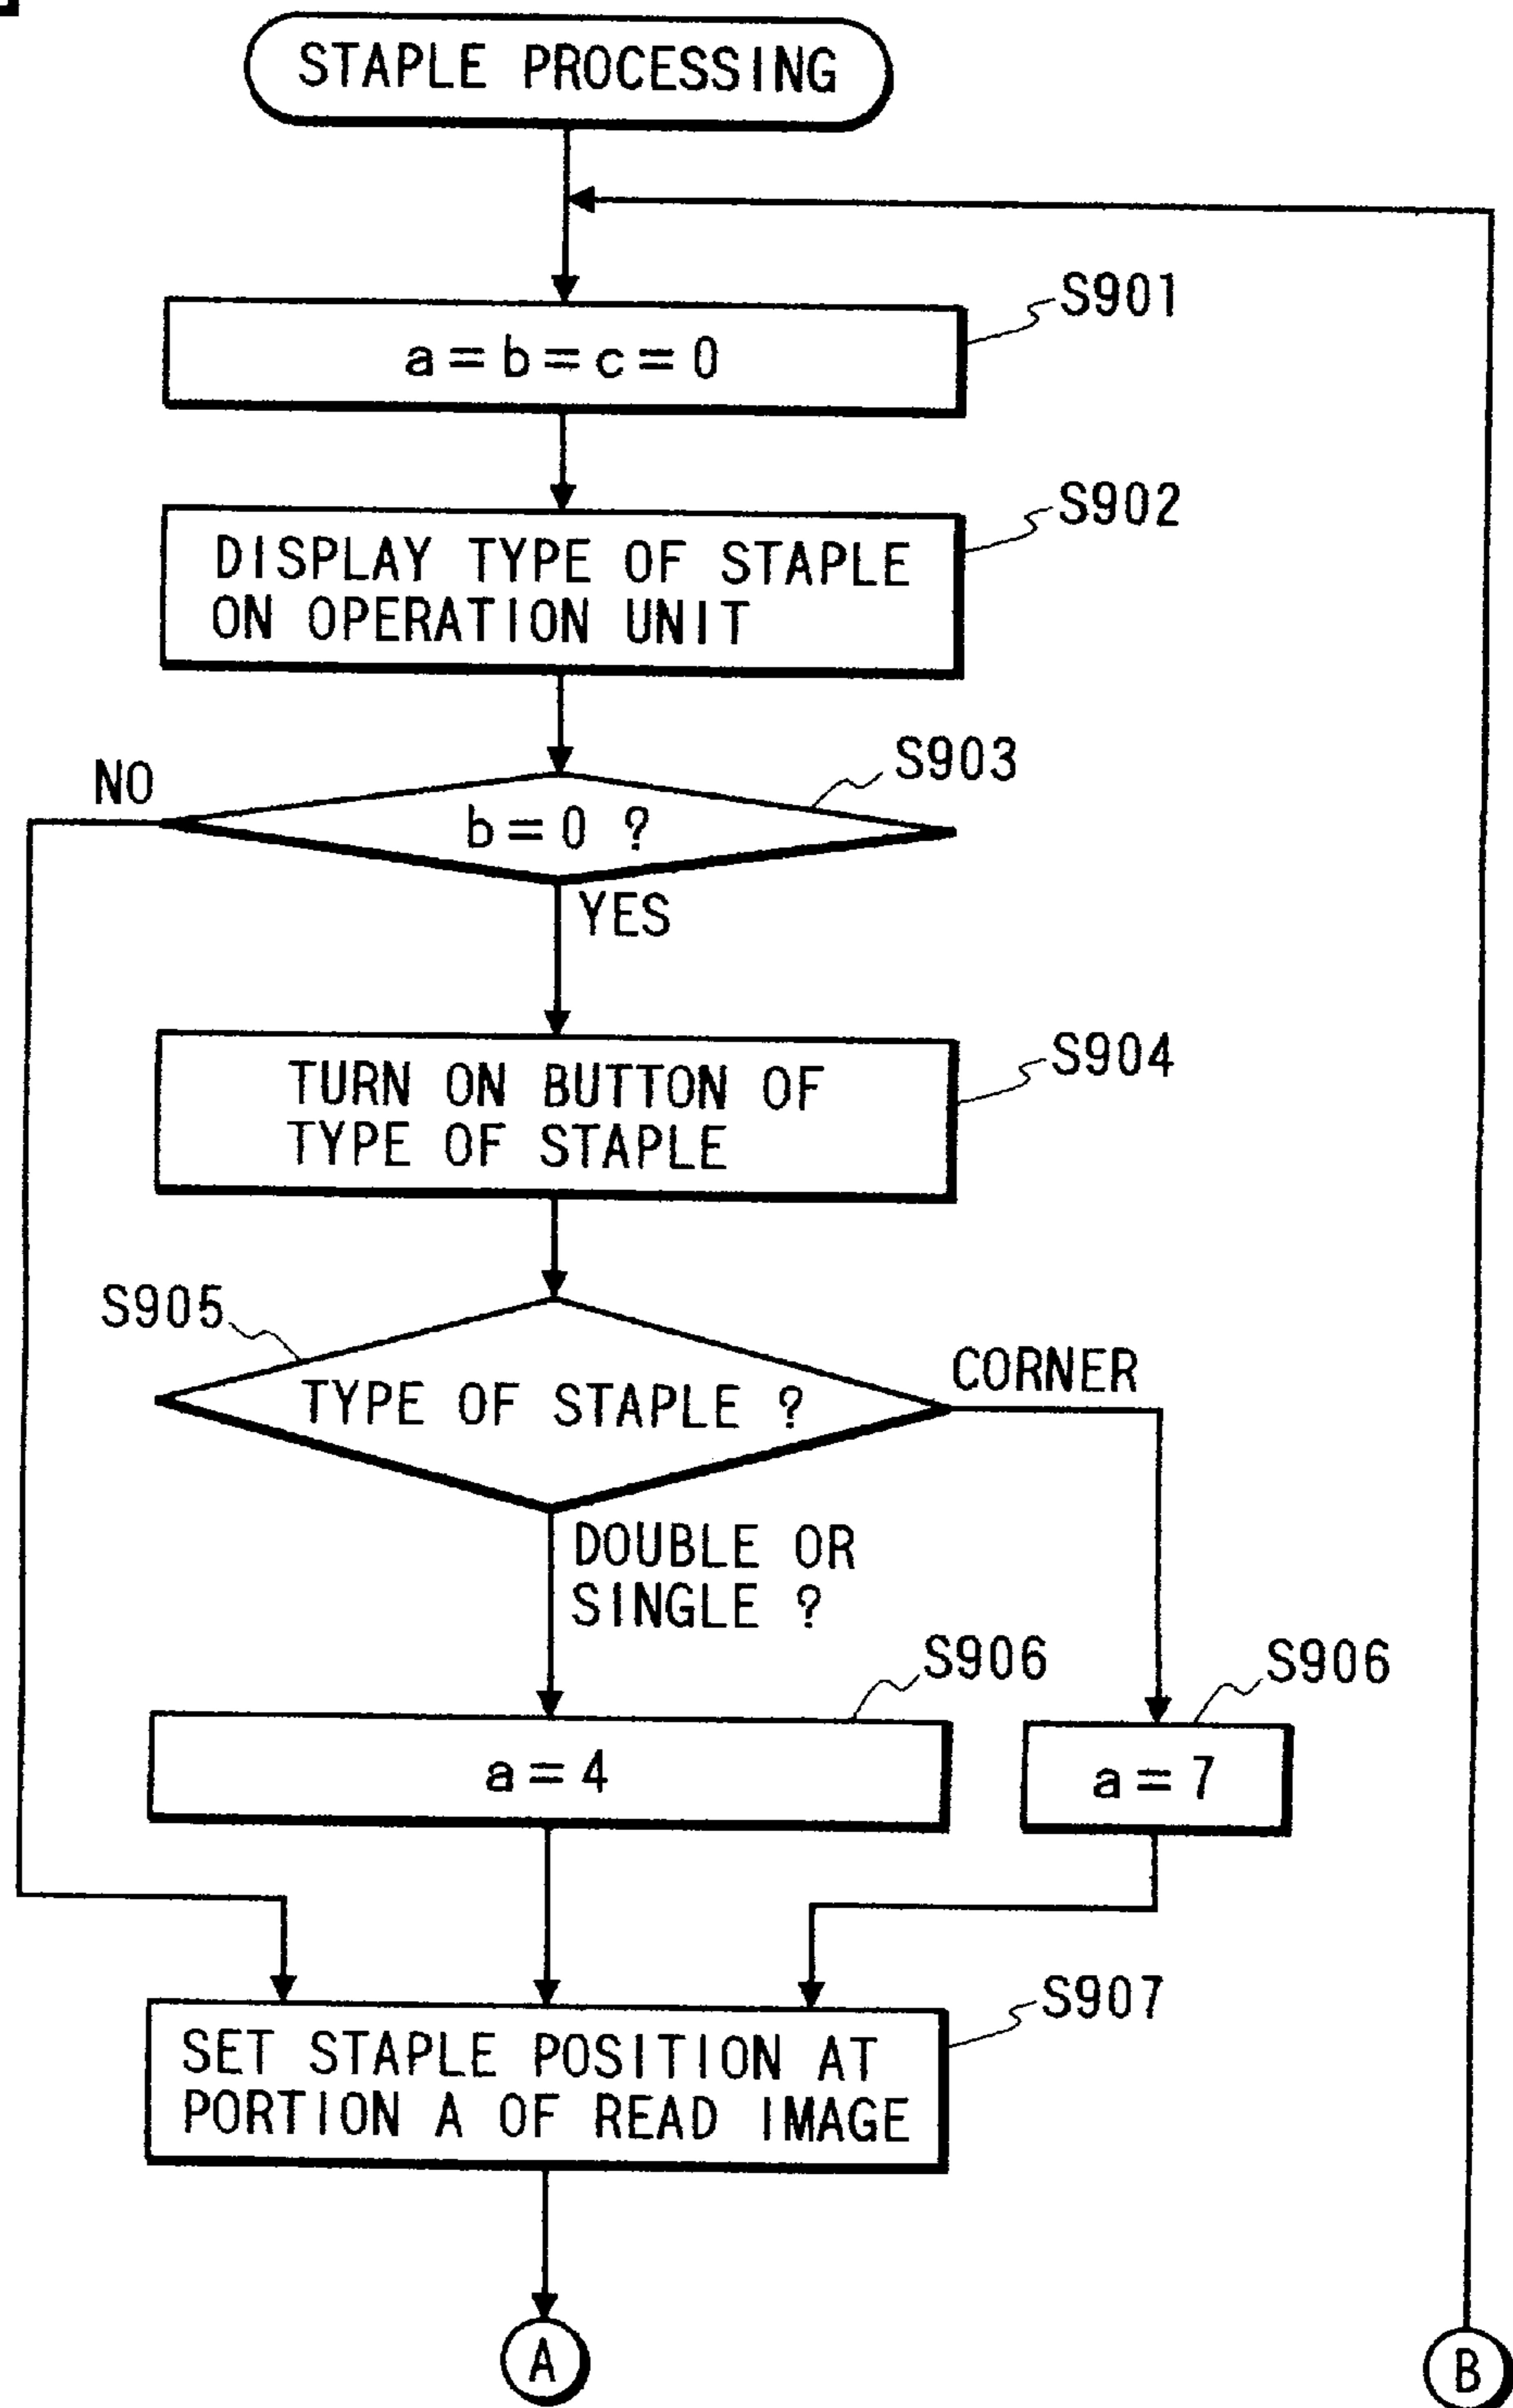 STAPLE PROCESSING
S901
a=b=c=0
S902
DISPLAY TYPE OF STAPLE
ON OPERATION UNIT
S903
NO
b=0 ?
YES
S904
TURN ON BUTTON OF
TYPE OF STAPLE
S905
CORNER
TYPE OF STAPLE ?
DOUBLE OR
SINGLE ?
S906
S906
a=4
a=7
S907
SET STAPLE POSITION AT
PORTION A OF READ IMAGE
A
B